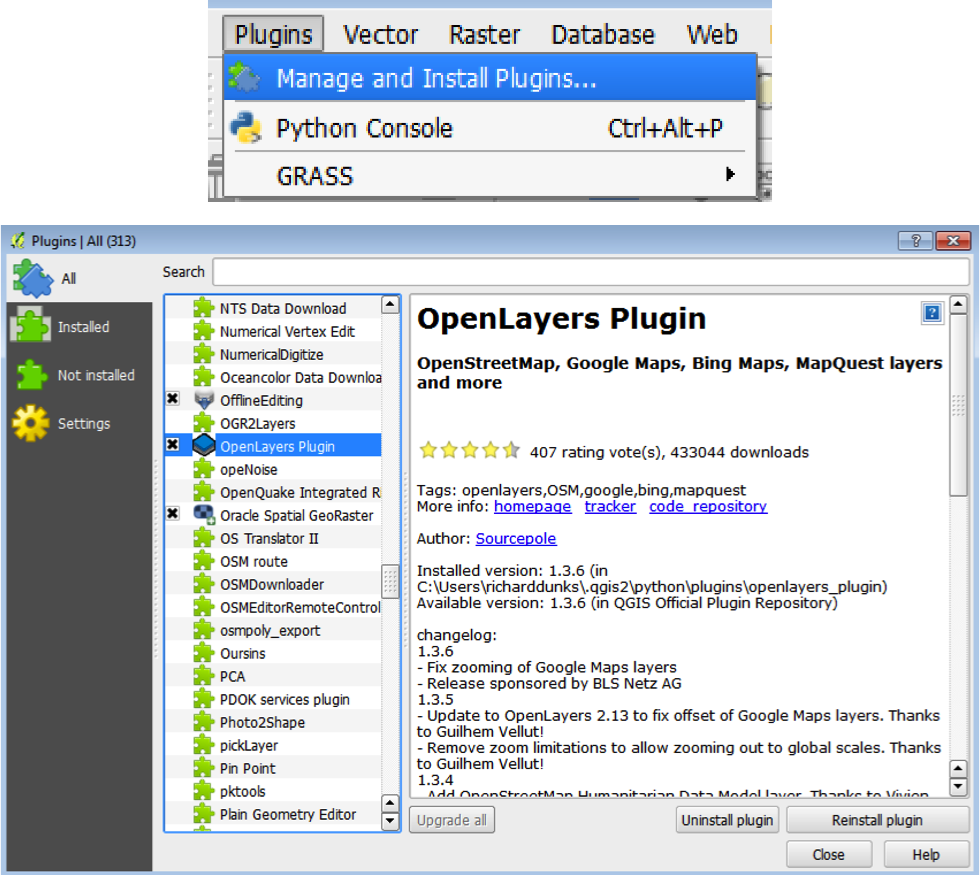 Plugins Vector Raster Database Web
Manage and Install Plugins...
Python Console Ctrl+Alt+P
GRASS
Plugins | All (313)
All
Installed
Not installed
Settings
Search
NTS Data Download
Numerical Vertex Edit
NumericalDigitize
Oceancolor Data Downloa
OfflineEditing
OGR2Layers
OpenLayers Plugin
opeNoise
OpenQuake Integrated R
Oracle Spatial GeoRaster
OS Translator II
OSM route
OSMDownloader
OSMEditorRemoteControl
osmpoly_export
Oursins
PCA
PDOK services plugin
Photo2Shape
pickLayer
Pin Point
pktools
Plain Geometry Editor
OpenLayers Plugin
OpenStreetMap, Google Maps, Bing Maps, MapQuest layers
and more
407 rating vote(s), 433044 downloads
Tags: openlayers,OSM,google,bing,mapquest
More info: homepage tracker code_repository
Author: Sourcepole
Installed version: 1.3.6 (in
C:\Users\richarddunks\.qgis2\python\plugins\openlayers_plugin)
Available version: 1.3.6 (in QGIS Official Plugin Repository)
changelog:
1.3.6
- Fix zooming of Google Maps layers
- Release sponsored by BLS Netz AG
1.3.5
- Update to OpenLayers 2.13 to fix offset of Google Maps layers. Thanks
to Guilhem Vellut!
- Remove zoom limitations to allow zooming out to global scales. Thanks
to Guilhem Vellut!
1.3.4
- Add OpenStreetMap Humanitarian Data Model layer. Thanks to Vivien
Upgrade all
Uninstall plugin
Reinstall plugin
Close
Help